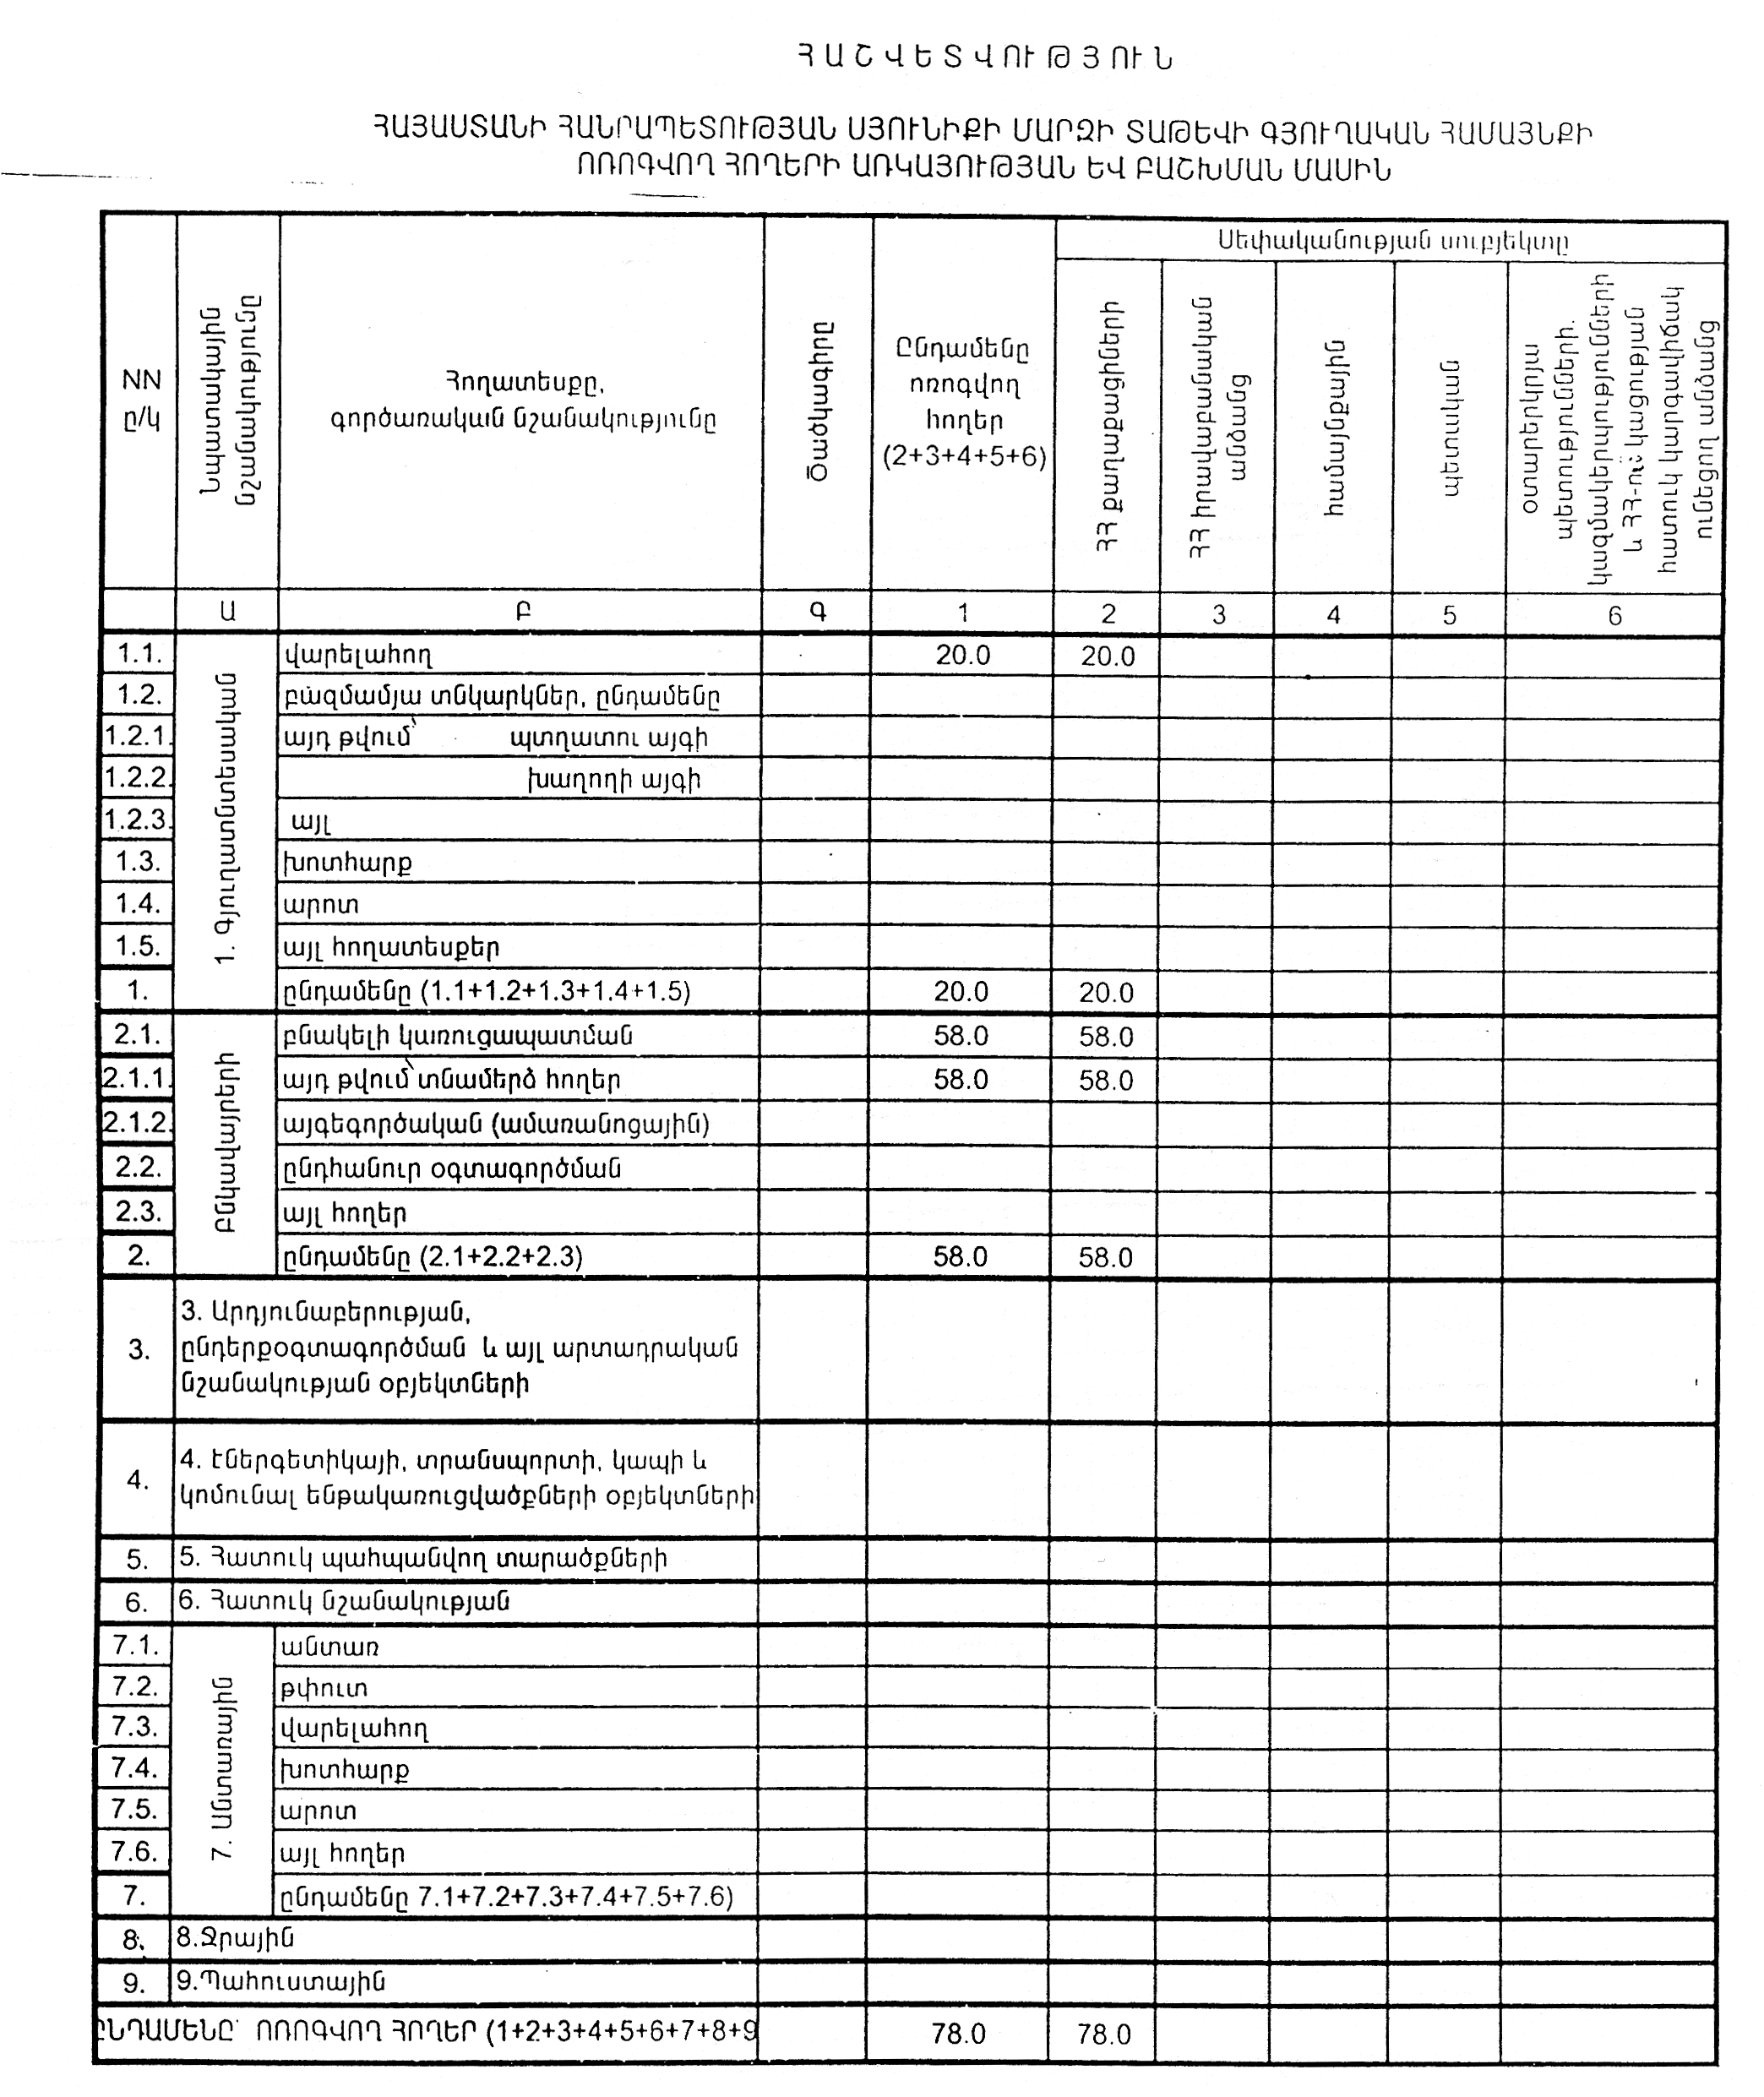 ՀԱՇՎԵՏՎՈՒԹՅՈՒՆ
ՀԱՅԱՍՏԱՆԻ ՀԱՆՐԱՊԵՏՈՒԹՅԱՆ ՍՅՈՒՆԻՔԻ ՄԱՐԶԻ ՏԱԹԵՎԻ ԳՅՈՒՂԱԿԱՆ ՀԱՄԱՅՆՔԻ
ՈՌՈԳՎՈՂ ՀՈՂԵՐԻ ԱՌԿԱՅՈՒԹՅԱՆ ԵՎ ԲԱՇԽՄԱՆ ՄԱՍԻՆ
NN
ը/կ
Նպատակային
նշանակությունը
Հողատեսքը,
գործառական նշանակությունը
Ծածկագիրը
Ընդամենը
ոռոգվող
հողեր
(2+3+4+5+6)
Սեփականության սուբյեկտը
ՀՀ քաղաքացիների
ՀՀ իրավաբանական
անձանց
համայնքային
պետական
օտարերկրյա
պետությունների,
կազմակերպությունների
և ՀՀ-ում կացության
հատուկ կարգավիճակ
ունեցող անձանց
Ա Բ Գ 1 2 3 4 5 6
1. Գյուղատնտեսական
1.1. վարելահող 20.0 20.0
1.2. բազմամյա տնկարկներ, ընդամենը
1.2.1. այդ թվում՝ պտղատու այգի
1.2.2. խաղողի այգի
1.2.3. այլ
1.3. խոտհարք
1.4. արոտ
1.5. այլ հողատեսքեր
1. ընդամենը (1.1+1.2+1.3+1.4+1.5) 20.0 20.0
Բնկավայրերի
2.1. բնակելի կառուցապատման 58.0 58.0
2.1.1. այդ թվում՝ տնամերձ հողեր 58.0 58.0
2.1.2. այգեգործական (ամառանոցային)
2.2. ընդհանուր օգտագործման
2.3. այլ հողեր
2. ընդամենը (2.1+2.2+2.3) 58.0 58.0
3. 3. Արդյունաբերության,
ընդերքօգտագործման և այլ արտադրական
նշանակության օբյեկտների
4. 4. Էներգետիկայի, տրանսպորտի, կապի և
կոմունալ ենթակառուցվածքների օբյեկտների
5. 5. Հատուկ պահպանվող տարածքների
6. 6. Հատուկ նշանակության
7. Անտառային
7.1. անտառ
7.2. թփուտ
7.3. վարելահող
7.4. խոտհարք
7.5. արոտ
7.6. այլ հողեր
7. ընդամենը 7.1+7.2+7.3+7.4+7.5+7.6)
8. 8.Ջրային
9. 9.Պահուստային
ԸՆԴԱՄԵՆԸ՝ ՈՌՈԳՎՈՂ ՀՈՂԵՐ (1+2+3+4+5+6+7+8+9 78.0 78.0